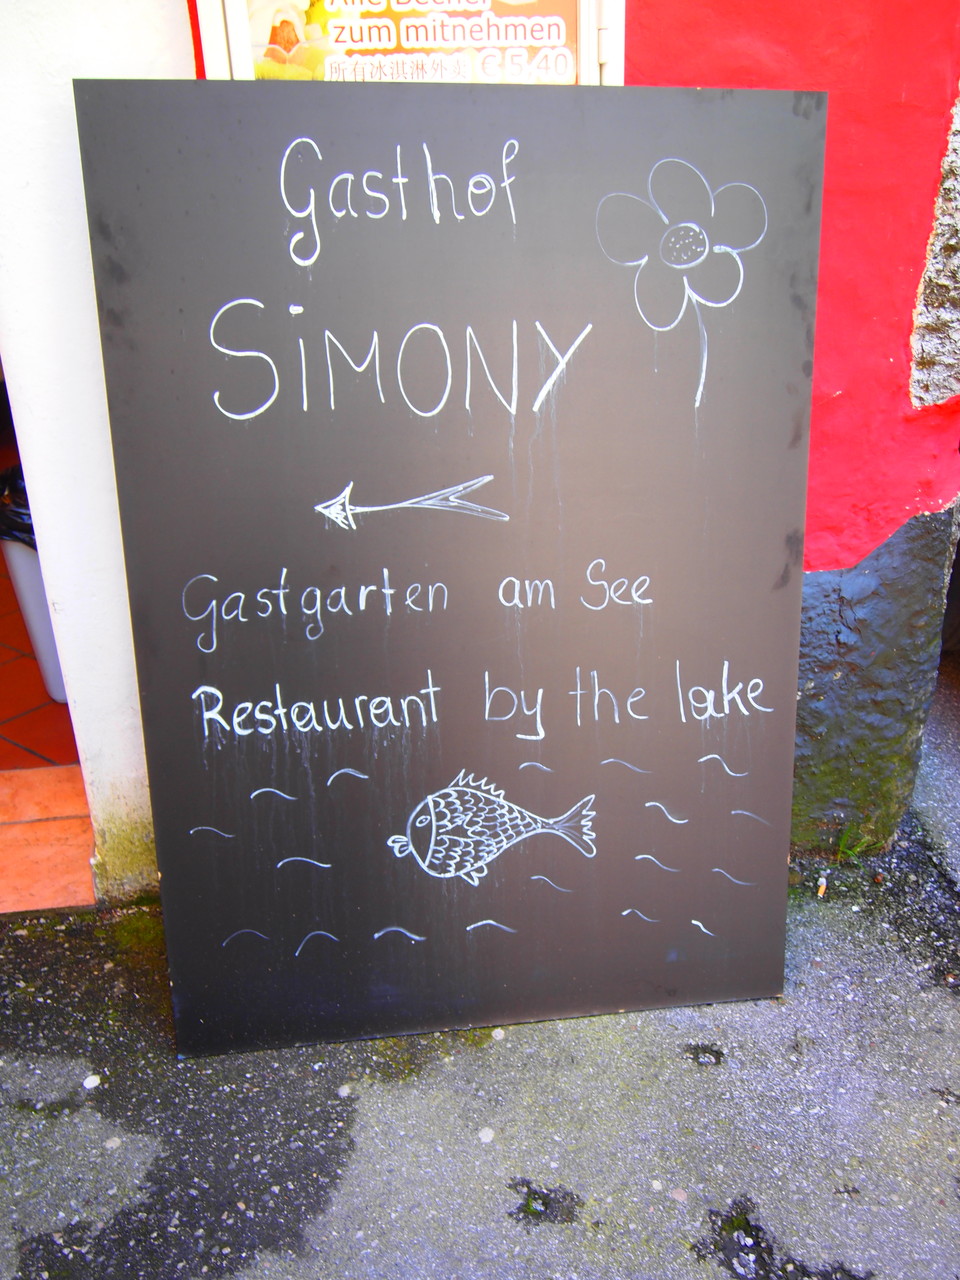 Alle Becher
zum mitnehmen
所有冰淇淋外卖 € 5,40
Gasthof
SiMONY
Gastgarten am See
Restaurant by the lake